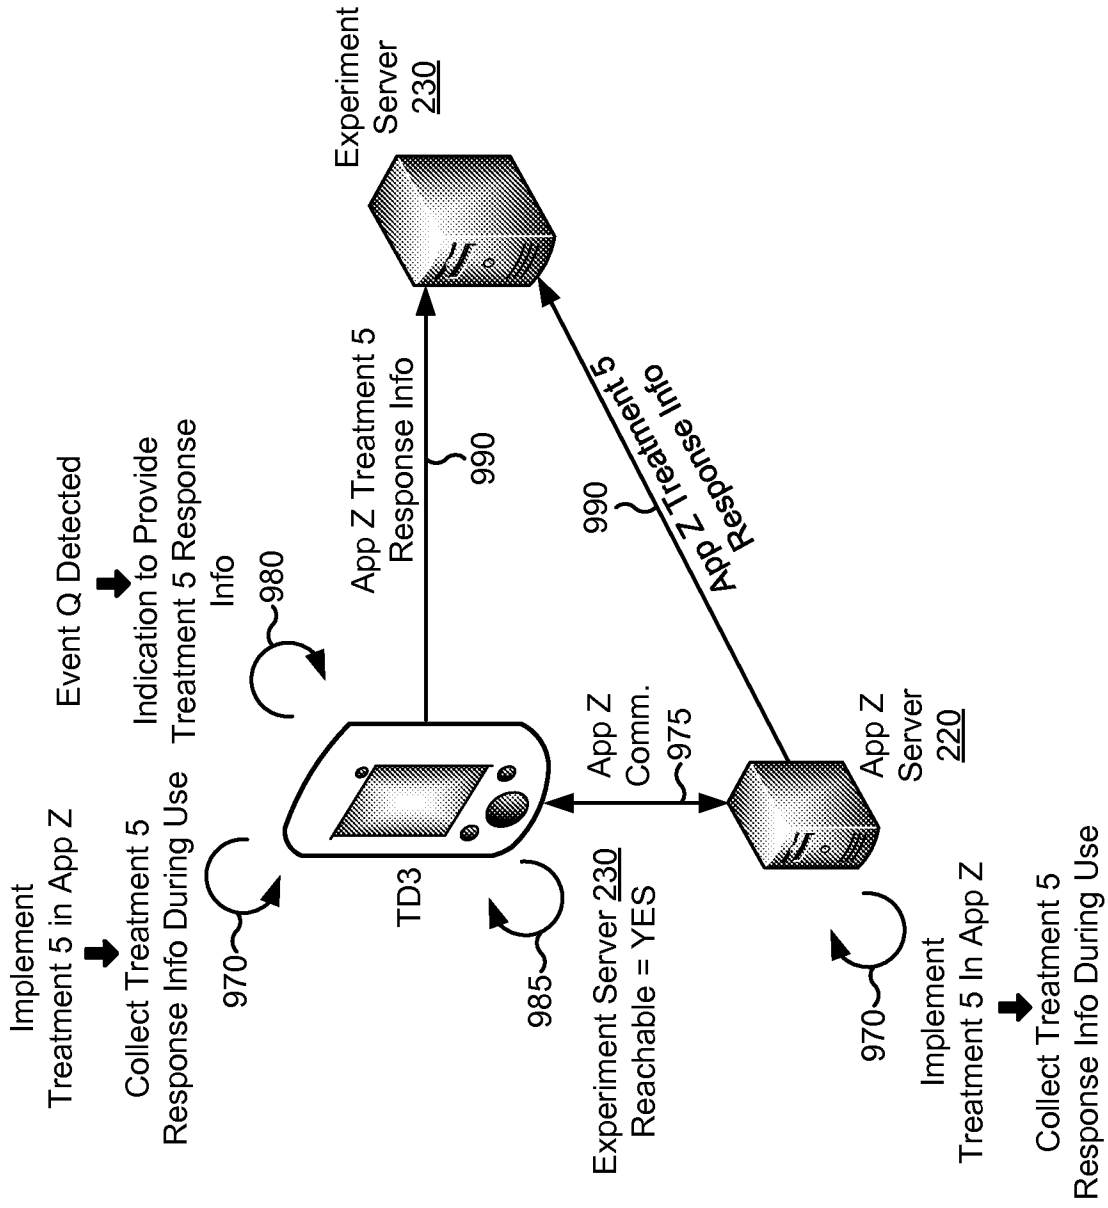 Implement
Treatment 5 in App Z
Collect Treatment 5
Response Info During Use
970
Event Q Detected
Indication to Provide
Treatment 5 Response
Info
980
TD3
App Z Treatment 5
Response Info
990
Experiment
Server
230
985
Experiment Server 230
Reachable = YES
App Z
Comm.
975
990
App Z Treatment 5
Response Info
App Z
Server
220
970
Implement
Treatment 5 In App Z
Collect Treatment 5
Response Info During Use